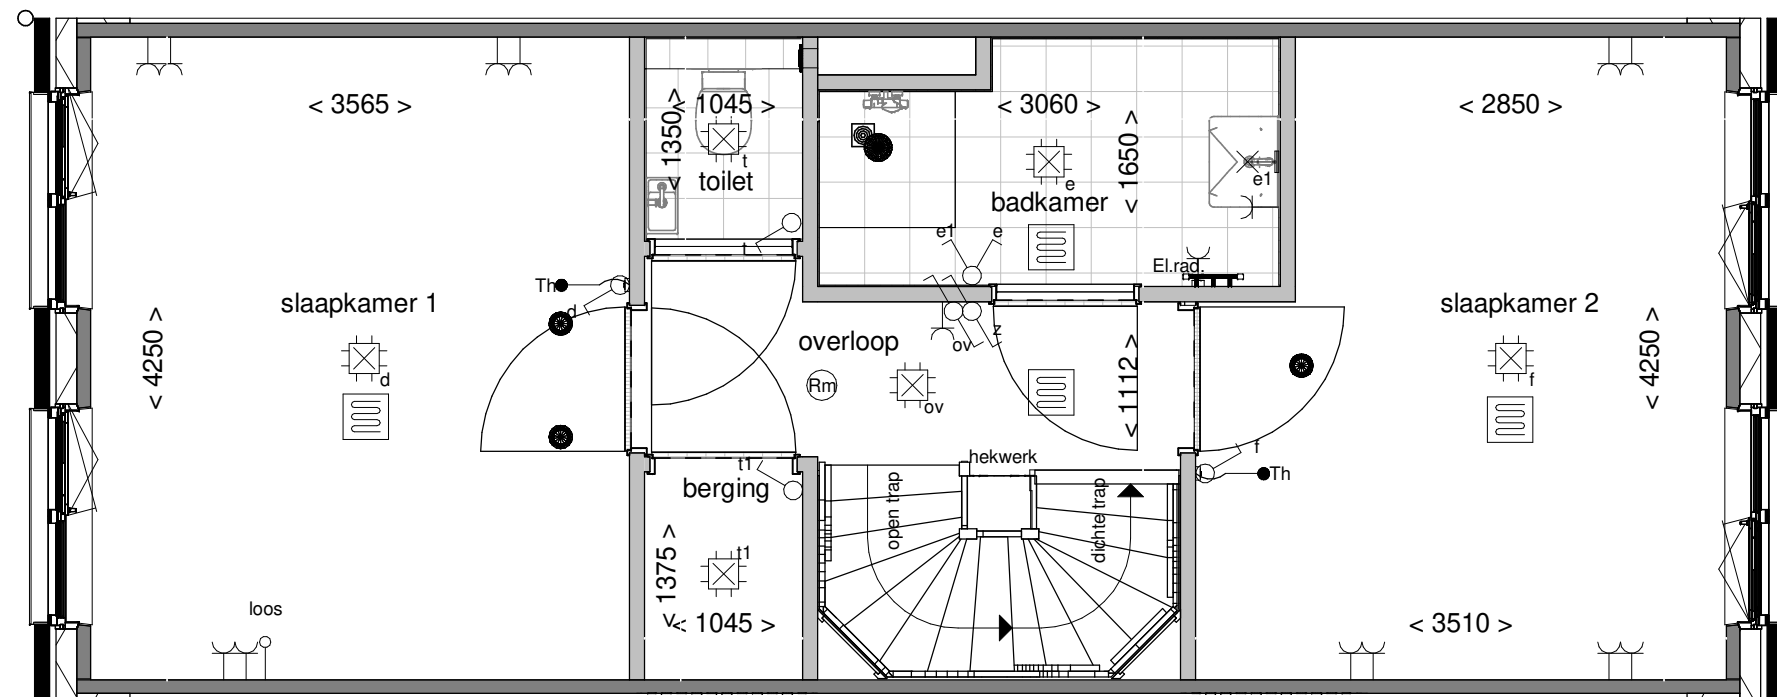 < 3565 >
< 1045 >
< 3060 >
< 2850 >
< 1350 >
< 1650 >
t
toilet
e
badkamer
e1
e1
e
t
El.rad.
Th
d
slaapkamer 1
slaapkamer 2
overloop
ov
z
< 4250 >
< 1112 >
< 4250 >
d
Rm
ov
f
hekwerk
f
t1
Th
berging
open trap
dichte trap
t1
< 1375 >
loos
< 1045 >
< 3510 >